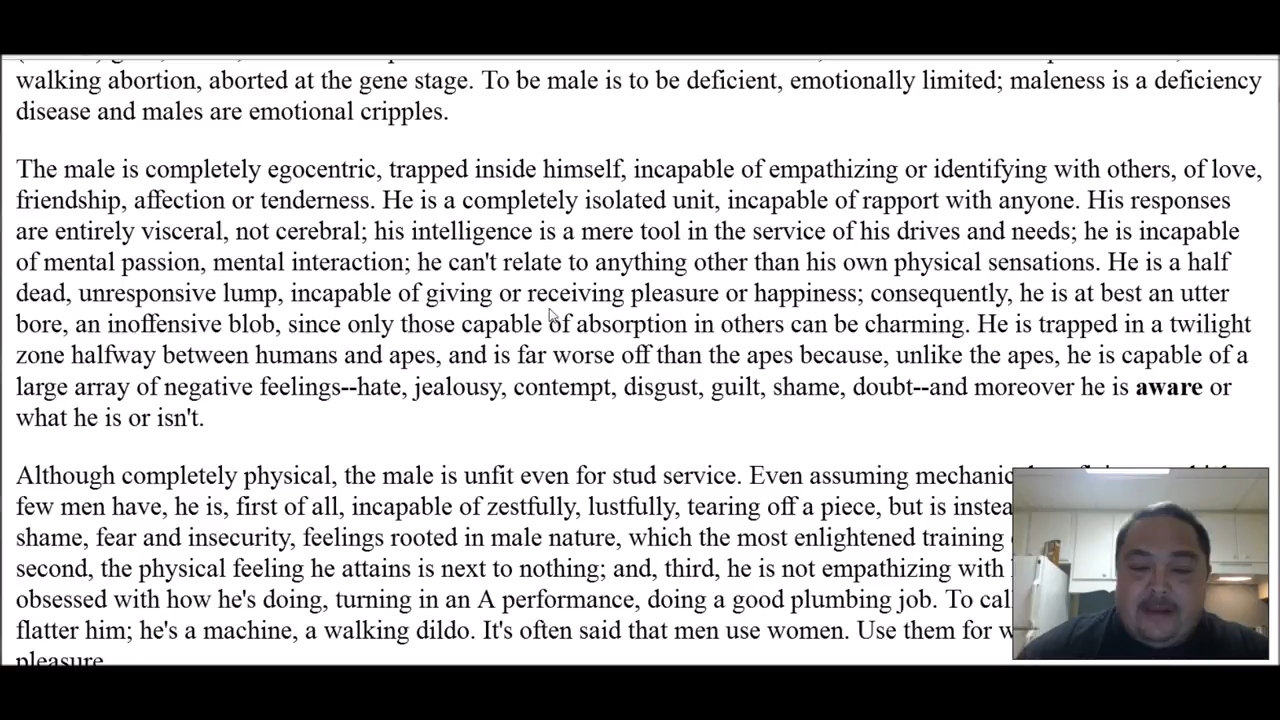 walking abortion, aborted at the gene stage. To be male is to be deficient, emotionally limited; maleness is a deficiency
disease and males are emotional cripples.
The male is completely egocentric, trapped inside himself, incapable of empathizing or identifying with others, of love,
friendship, affection or tenderness. He is a completely isolated unit, incapable of rapport with anyone. His responses
are entirely visceral, not cerebral; his intelligence is a mere tool in the service of his drives and needs; he is incapable
of mental passion, mental interaction; he can't relate to anything other than his own physical sensations. He is a half
dead, unresponsive lump, incapable of giving or receiving pleasure or happiness; consequently, he is at best an utter
bore, an inoffensive blob, since only those capable of absorption in others can be charming. He is trapped in a twilight
zone halfway between humans and apes, and is far worse off than the apes because, unlike the apes, he is capable of a
large array of negative feelings--hate, jealousy, contempt, disgust, guilt, shame, doubt--and moreover he is aware or
what he is or isn't.
Although completely physical, the male is unfit even for stud service. Even assuming
few men have, he is, first of all, incapable of zestfully, lustfully, tearing off a piece, but is
shame, fear and insecurity, feelings rooted in male nature, which the most enlightened training
second, the physical feeling he attains is next to nothing; and, third, he is not empathizing with
obsessed with how he's doing, turning in an A performance, doing a good plumbing job. To
flatter him; he's a machine, a walking dildo. It's often said that men use women. Use them for
pleasure